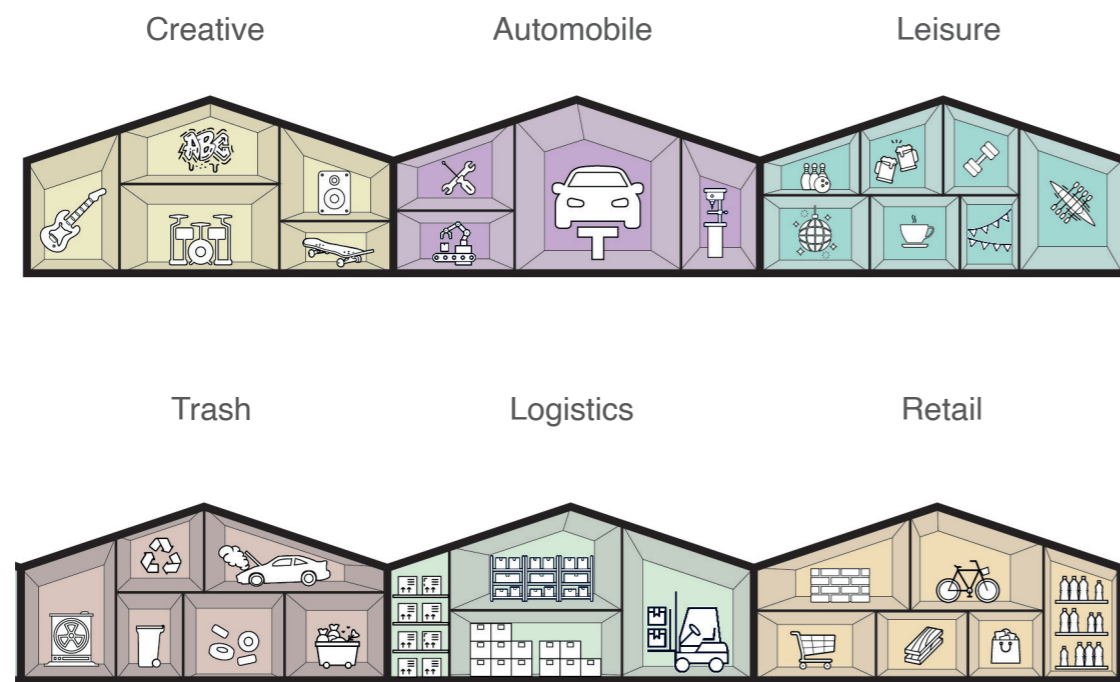 Creative
Automobile
Leisure
ABC
Trash
Logistics
Retail